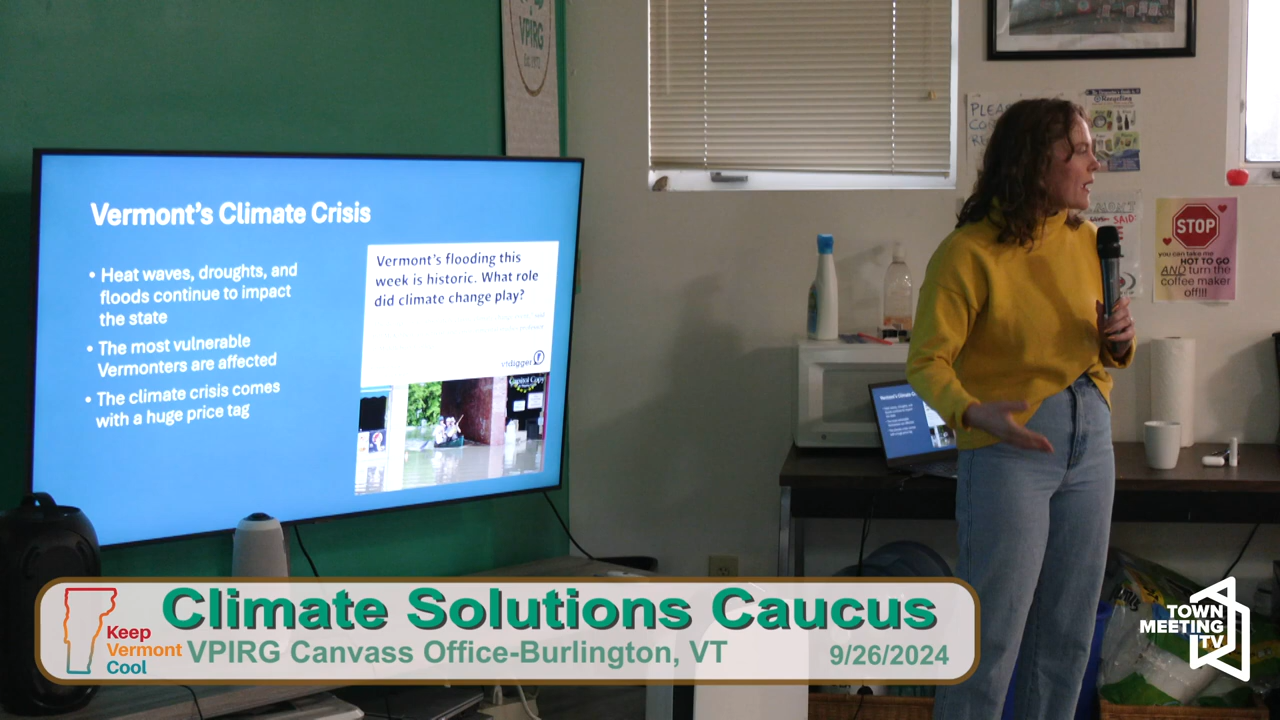 VPIRG
Vermont's Climate Crisis
• Heat waves, droughts, and
floods continue to impact
the state
• The most vulnerable
Vermonters are affected
• The climate crisis comes
with a huge price tag
Vermont's flooding this
week is historic. What role
did climate change play?
vtdigger
Capitol Copy
Recycling
SAID
STOP
you can take me
HOT TO GO
AND turn the
coffee maker
off!!!
Keep
Vermont
Cool
Climate Solutions Caucus
VPIRG Canvass Office-Burlington, VT
9/26/2024
TOWN
MEETING
TV